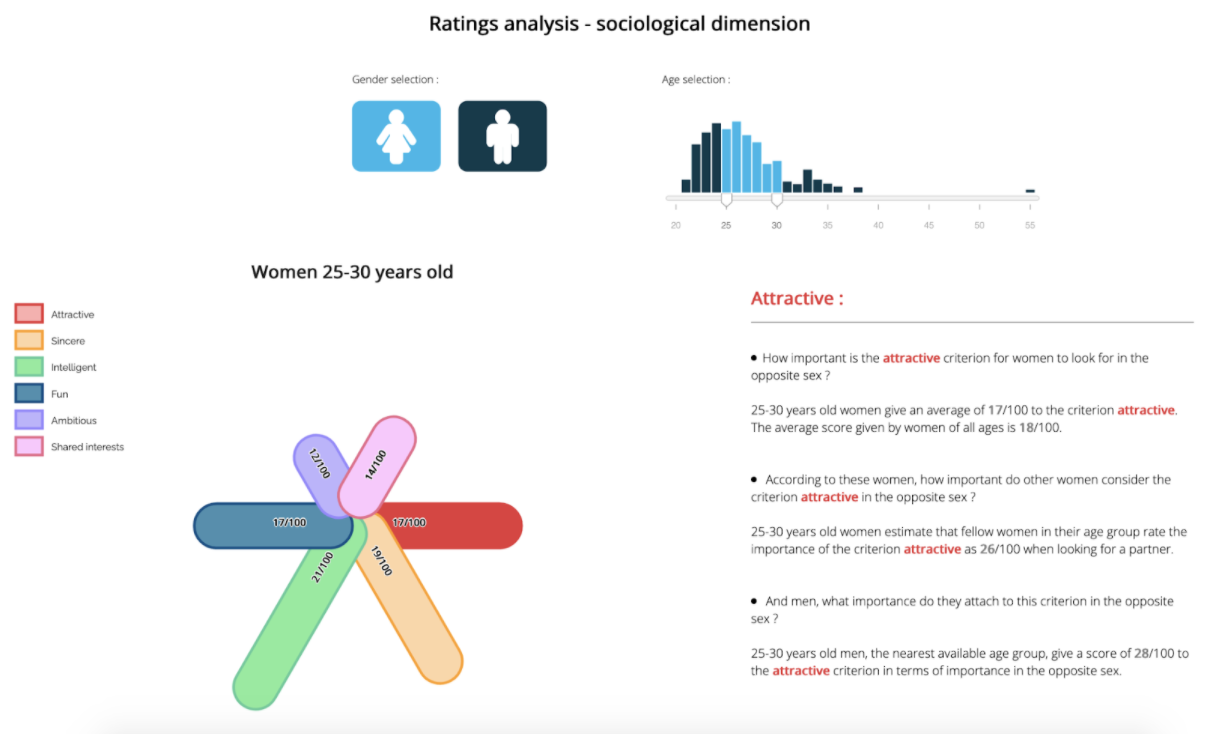 Ratings analysis - sociological dimension
Gender selection :
Age selection :
20 25 30 35 40 45 50 55
Women 25-30 years old
Attractive
Sincere
Intelligent
Fun
Ambitious
Shared interests
12/100
14/100
17/100
17/100
21/100
19/100
Attractive :
• How important is the attractive criterion for women to look for in the
opposite sex ?
25-30 years old women give an average of 17/100 to the criterion attractive.
The average score given by women of all ages is 18/100.
• According to these women, how important do other women consider the
criterion attractive in the opposite sex ?
25-30 years old women estimate that fellow women in their age group rate the
importance of the criterion attractive as 26/100 when looking for a partner.
• And men, what importance do they attach to this criterion in the opposite
sex ?
25-30 years old men, the nearest available age group, give a score of 28/100 to
the attractive criterion in terms of importance in the opposite sex.